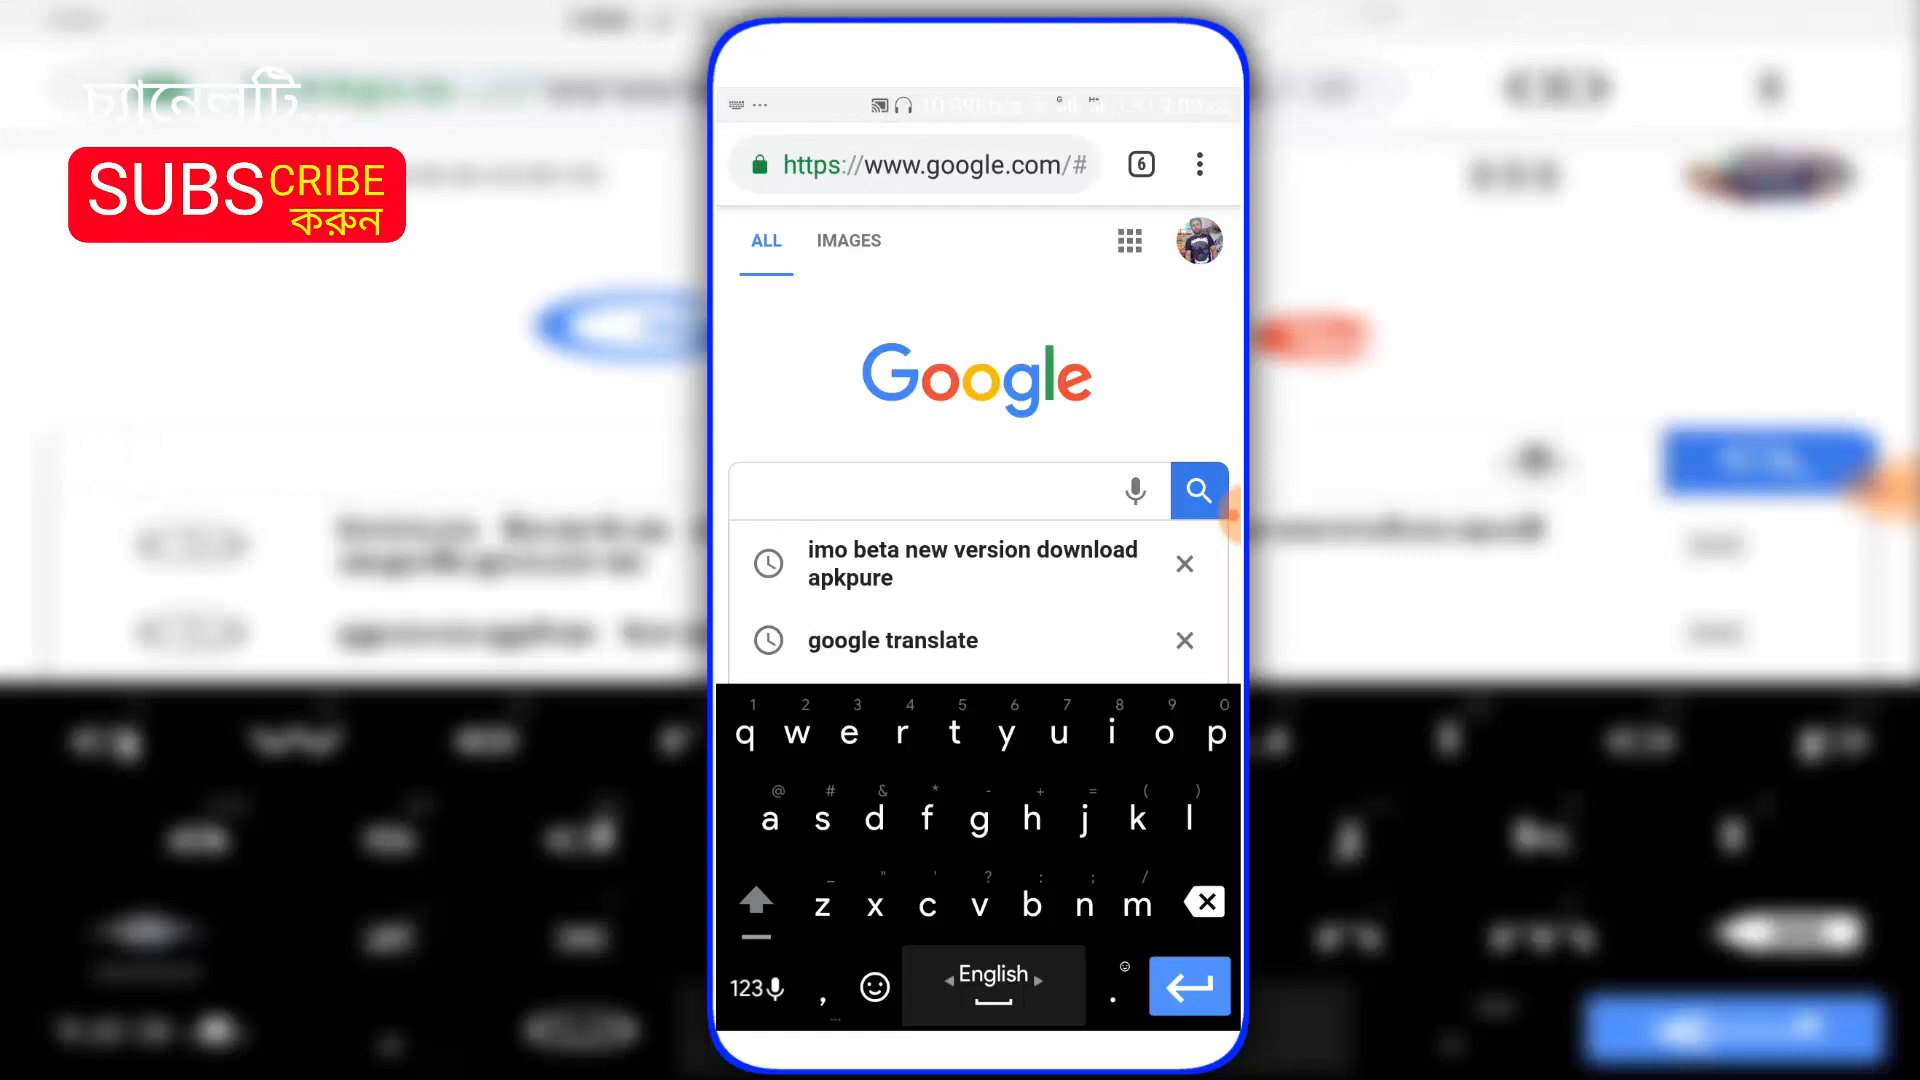 চ্যানেলটি...
SUBSCRIBE
করুন
https://www.google.com/#
6
ALL
IMAGES
Google
imo beta new version download
apkpure
google translate
1 2 3 4 5 6 7 8 9 0
q w e r t y u i o p
@ # & * - + = ( )
a s d f g h j k l
_ " ' ? : ; /
z x c v b n m
123 , English .